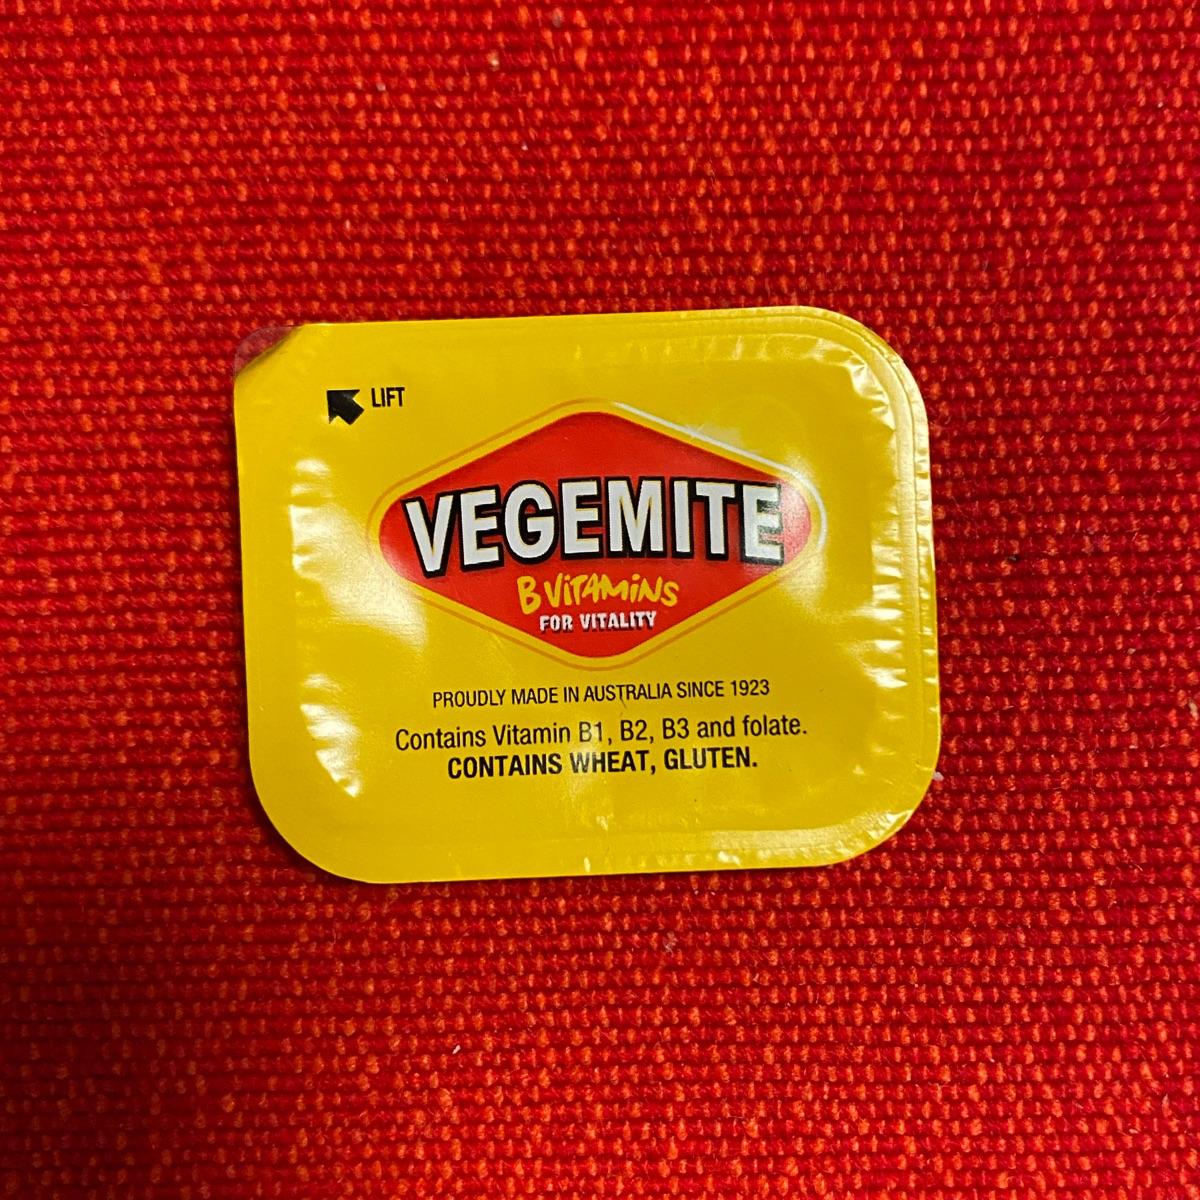 LIFT
VEGEMITE
B ViTAMiNS
FOR VITALITY
PROUDLY MADE IN AUSTRALIA SINCE 1923
Contains Vitamin B1, B2, B3 and folate.
CONTAINS WHEAT, GLUTEN.